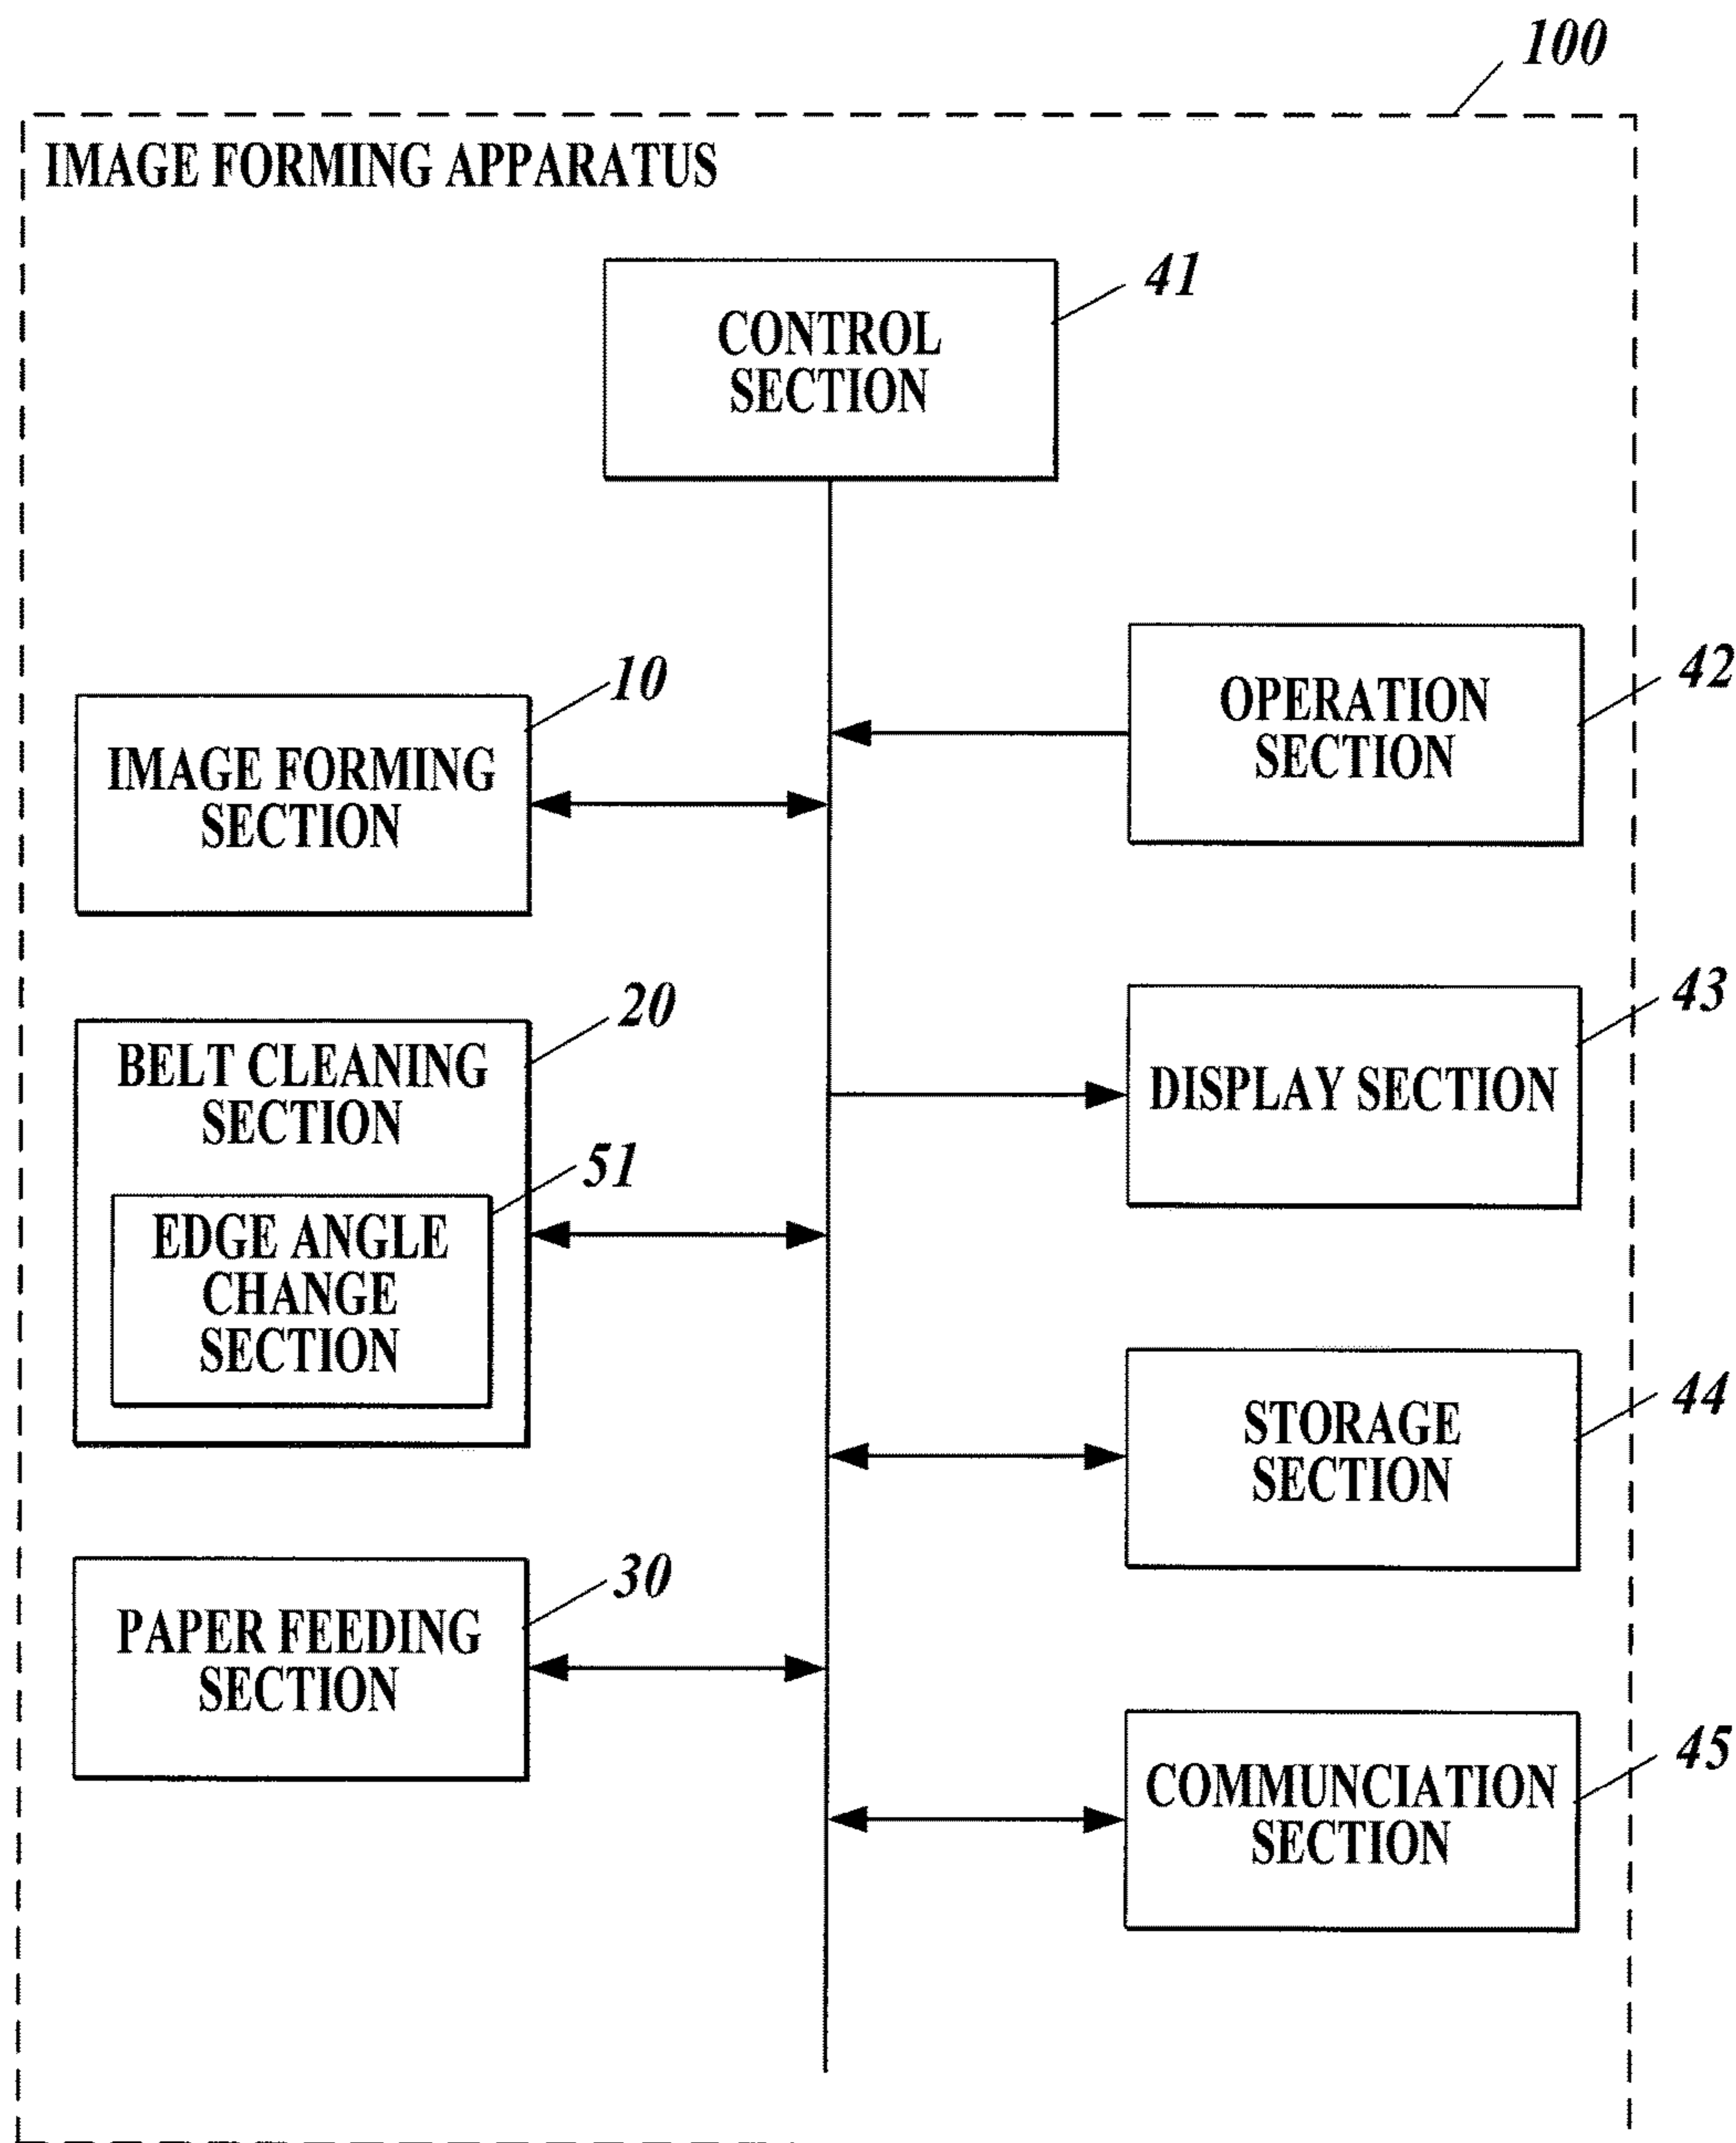 100
IMAGE FORMING APPARATUS
41
CONTROL
SECTION
42
OPERATION
SECTION
10
IMAGE FORMING
SECTION
43
DISPLAY SECTION
20
BELT CLEANING
SECTION
51
EDGE ANGLE
CHANGE
SECTION
44
STORAGE
SECTION
30
PAPER FEEDING
SECTION
45
COMMUNCIATION
SECTION